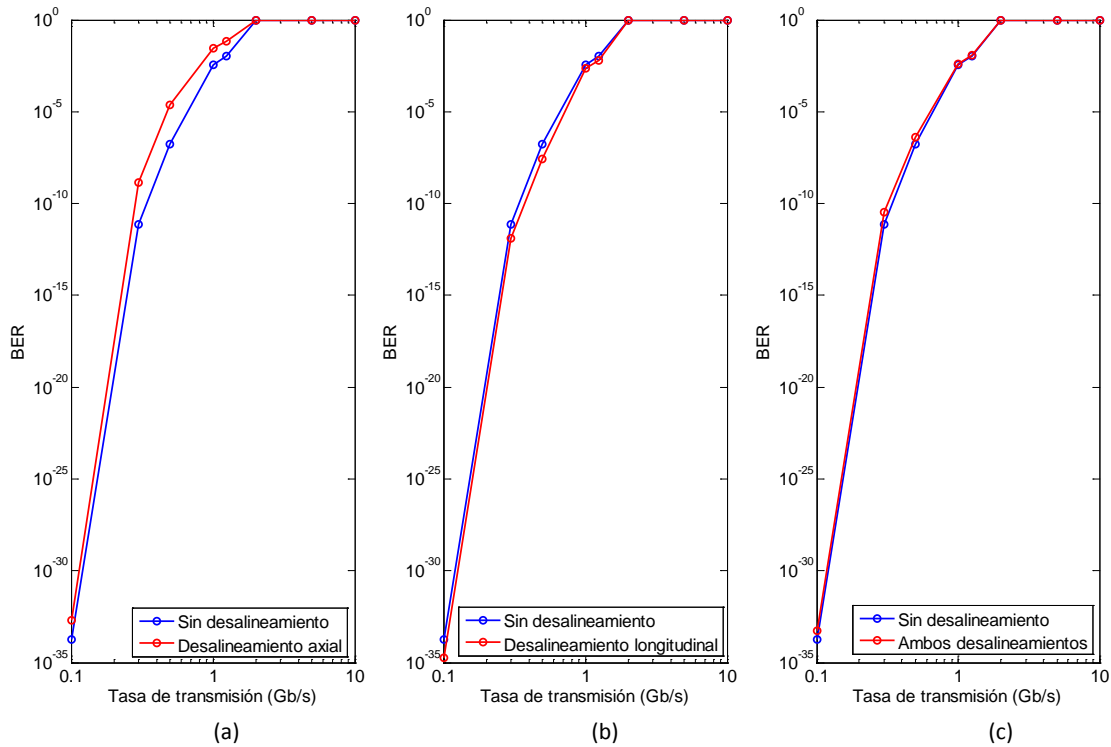 10^0
10^-5
10^-10
10^-15
10^-20
10^-25
10^-30
10^-35
BER
0.1 1 10
Tasa de transmisión (Gb/s)
Sin desalineamiento
Desalineamiento axial
(a)
10^0
10^-5
10^-10
10^-15
10^-20
10^-25
10^-30
10^-35
BER
0.1 1 10
Tasa de transmisión (Gb/s)
Sin desalineamiento
Desalineamiento longitudinal
(b)
10^0
10^-5
10^-10
10^-15
10^-20
10^-25
10^-30
10^-35
BER
0.1 1 10
Tasa de transmisión (Gb/s)
Sin desalineamiento
Ambos desalineamientos
(c)